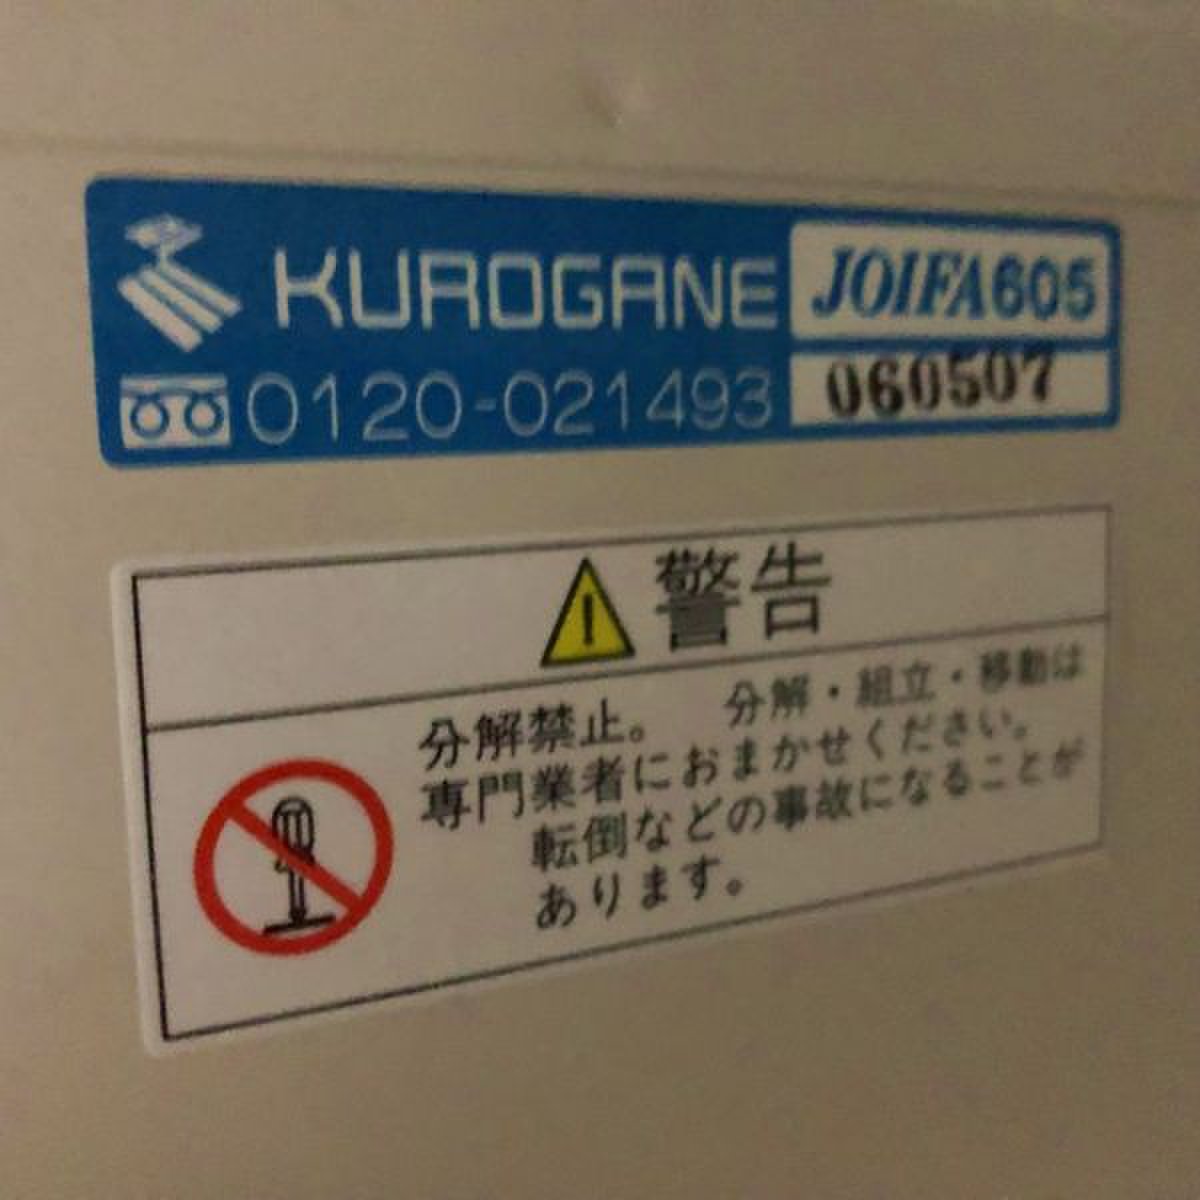 KUROGANE
JOIFA605
0120-021493
060507
警告
分解禁止。 分解・組立・移動は
専門業者におまかせください。
転倒などの事故になることが
あります。